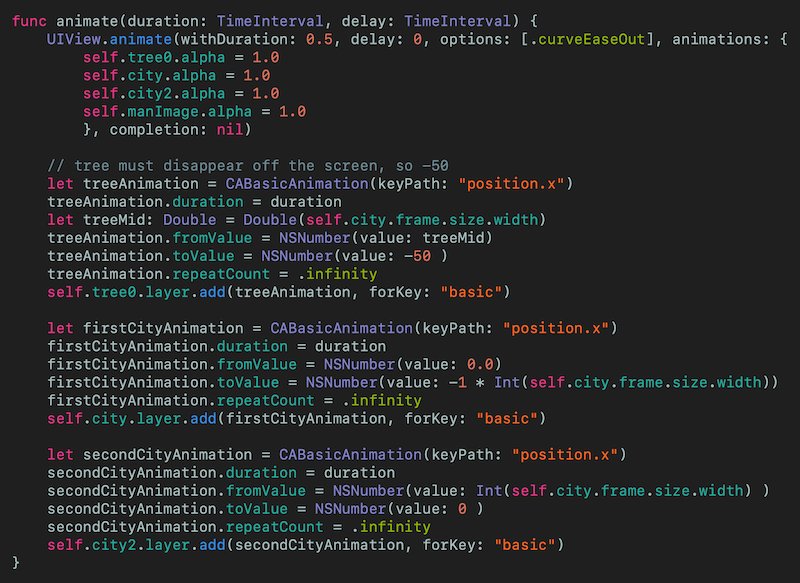 func animate(duration: TimeInterval, delay: TimeInterval) {
    UIView.animate(withDuration: 0.5, delay: 0, options: [.curveEaseOut], animations: {
        self.tree0.alpha = 1.0
        self.city.alpha = 1.0
        self.city2.alpha = 1.0
        self.manImage.alpha = 1.0
        }, completion: nil)

    // tree must disappear off the screen, so -50
    let treeAnimation = CABasicAnimation(keyPath: "position.x")
    treeAnimation.duration = duration
    let treeMid: Double = Double(self.city.frame.size.width)
    treeAnimation.fromValue = NSNumber(value: treeMid)
    treeAnimation.toValue = NSNumber(value: -50 )
    treeAnimation.repeatCount = .infinity
    self.tree0.layer.add(treeAnimation, forKey: "basic")

    let firstCityAnimation = CABasicAnimation(keyPath: "position.x")
    firstCityAnimation.duration = duration
    firstCityAnimation.fromValue = NSNumber(value: 0.0)
    firstCityAnimation.toValue = NSNumber(value: -1 * Int(self.city.frame.size.width))
    firstCityAnimation.repeatCount = .infinity
    self.city.layer.add(firstCityAnimation, forKey: "basic")

    let secondCityAnimation = CABasicAnimation(keyPath: "position.x")
    secondCityAnimation.duration = duration
    secondCityAnimation.fromValue = NSNumber(value: Int(self.city.frame.size.width) )
    secondCityAnimation.toValue = NSNumber(value: 0 )
    secondCityAnimation.repeatCount = .infinity
    self.city2.layer.add(secondCityAnimation, forKey: "basic")
}